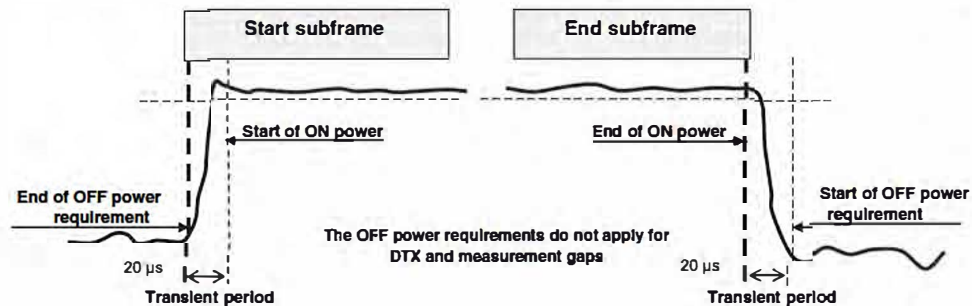 Start subframe
End subframe
Start of ON power
End of ON power
End of OFF power
requirement
Start of OFF power
requirement
The OFF power requirements do not apply for
DTX and measurement gaps
20 µs
20 µs
Transient period
Transient period